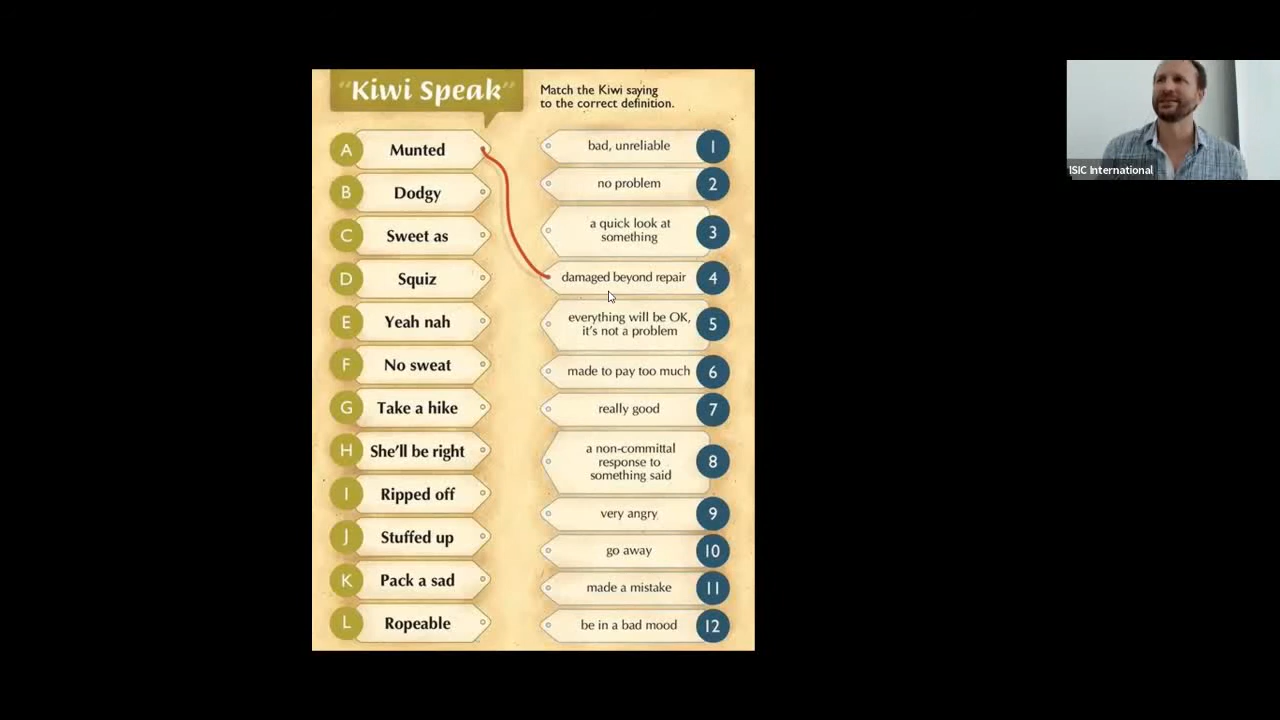 "Kiwi Speak"
Match the Kiwi saying
to the correct definition.
A Munted
B Dodgy
C Sweet as
D Squiz
E Yeah nah
F No sweat
G Take a hike
H She'll be right
I Ripped off
J Stuffed up
K Pack a sad
L Ropeable
bad, unreliable 1
no problem 2
a quick look at
something 3
damaged beyond repair 4
everything will be OK,
it's not a problem 5
made to pay too much 6
really good 7
a non-committal
response to 8
something said
very angry 9
go away 10
made a mistake 11
be in a bad mood 12
ISIC International